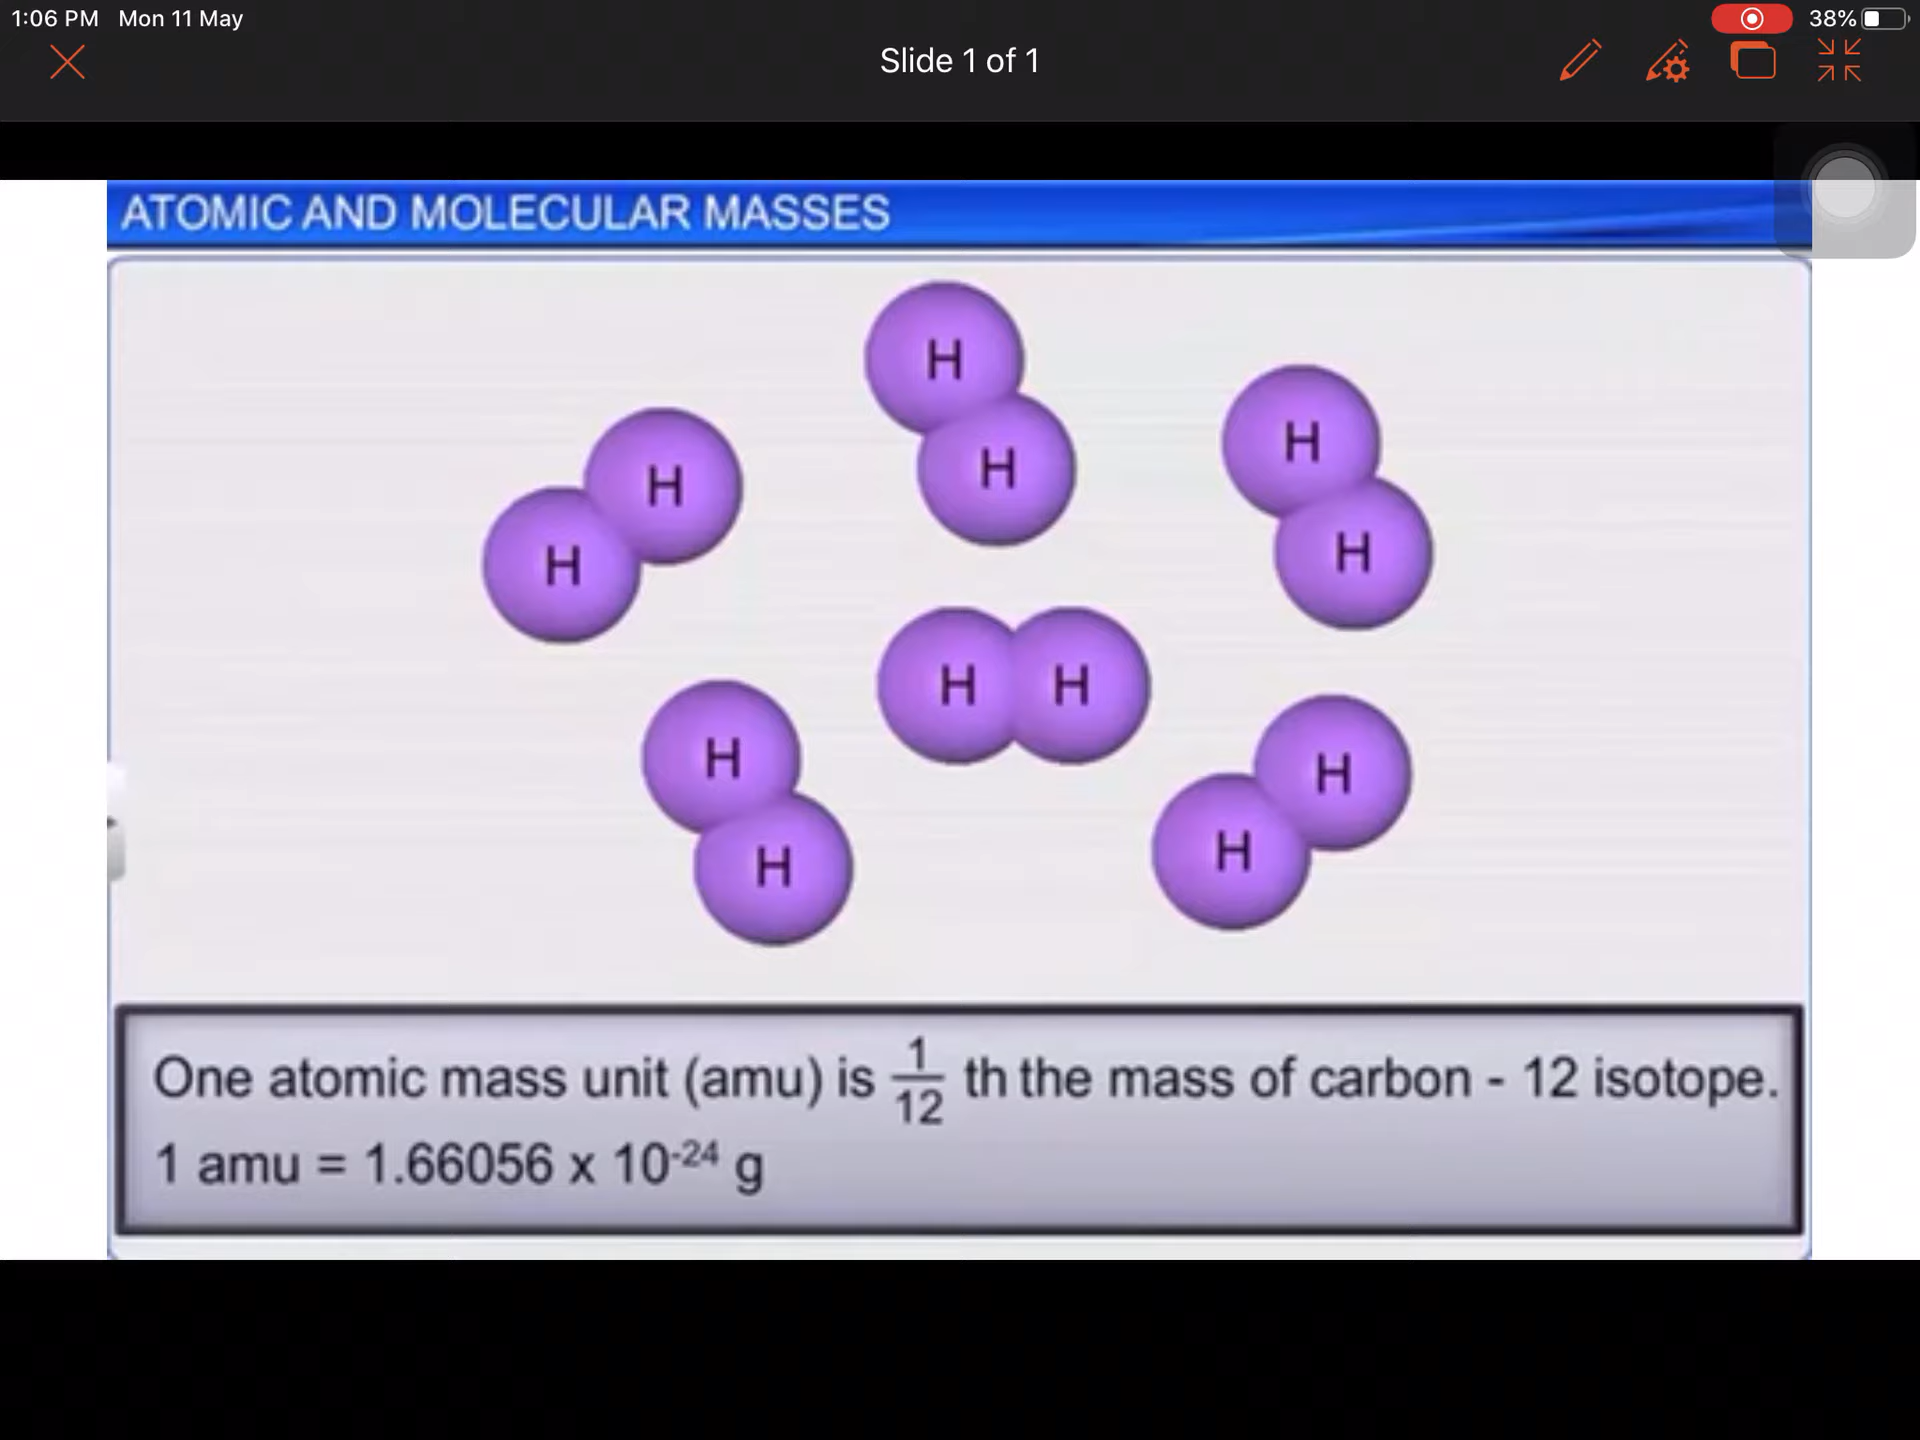 1:06 PM Mon 11 May
38%
Slide 1 of 1
ATOMIC AND MOLECULAR MASSES
H
H
H
H
H
H
H
H
H H
H
H
H
H
One atomic mass unit (amu) is 1/12 th the mass of carbon - 12 isotope.
1 amu = 1.66056 x 10⁻²⁴ g